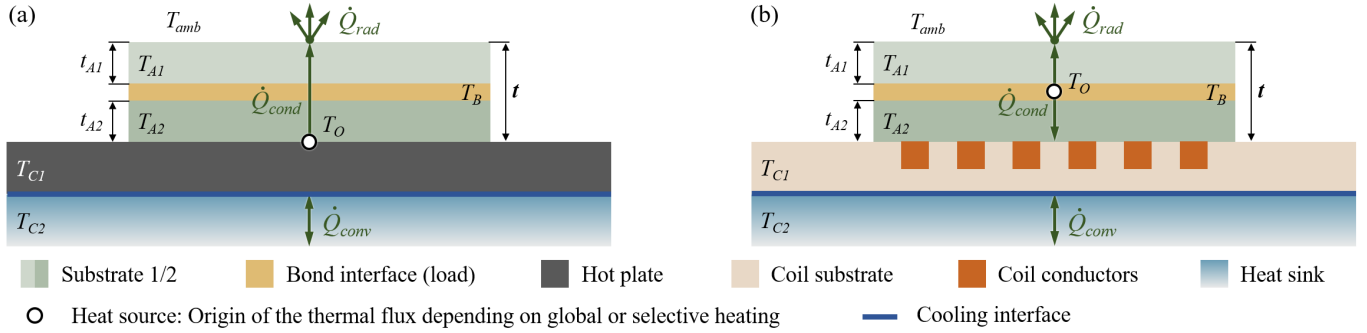 (a)
T_amb
Q̇_rad
t_A1
T_A1
t
T_B
Q̇_cond
t_A2
T_A2
T_O
T_C1
T_C2
Q̇_conv
(b)
T_amb
Q̇_rad
t_A1
T_A1
T_O
t
T_B
Q̇_cond
t_A2
T_A2
T_C1
T_C2
Q̇_conv
Substrate 1/2 Bond interface (load) Hot plate Coil substrate Coil conductors Heat sink
Heat source: Origin of the thermal flux depending on global or selective heating Cooling interface